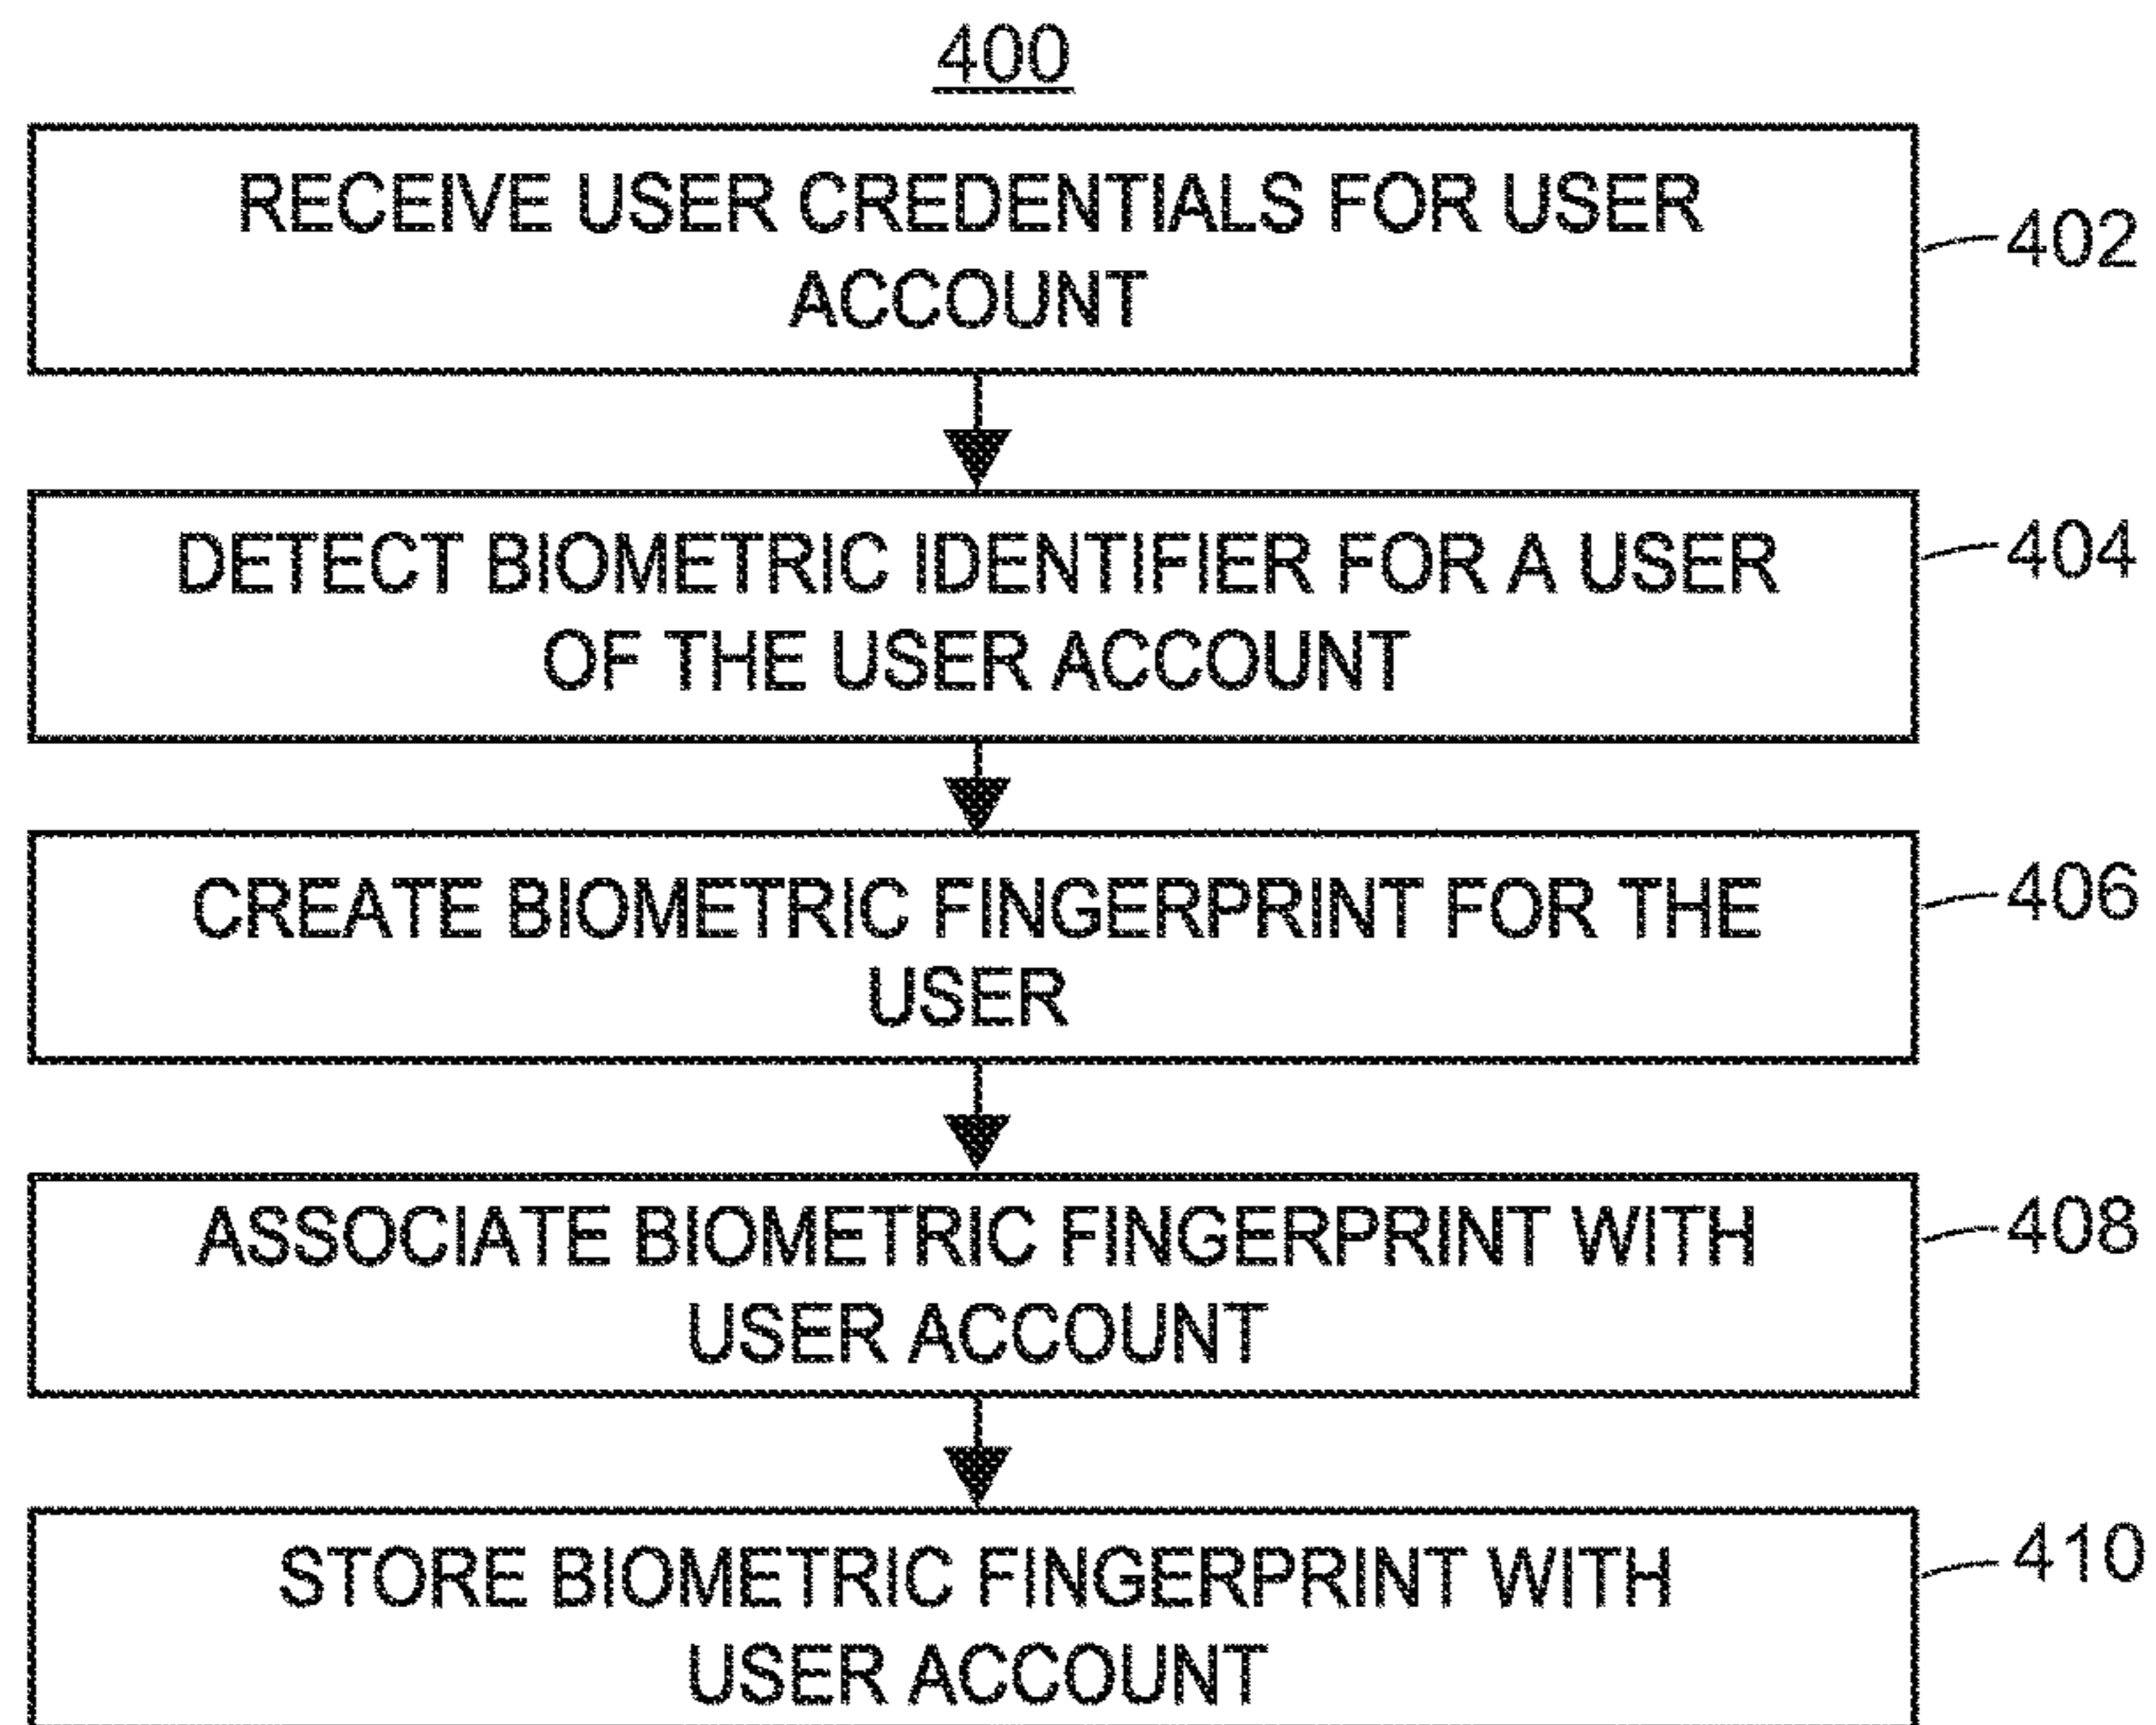 400
RECEIVE USER CREDENTIALS FOR USER
ACCOUNT
402
DETECT BIOMETRIC IDENTIFIER FOR A USER
OF THE USER ACCOUNT
404
CREATE BIOMETRIC FINGERPRINT FOR THE
USER
406
ASSOCIATE BIOMETRIC FINGERPRINT WITH
USER ACCOUNT
408
STORE BIOMETRIC FINGERPRINT WITH
USER ACCOUNT
410